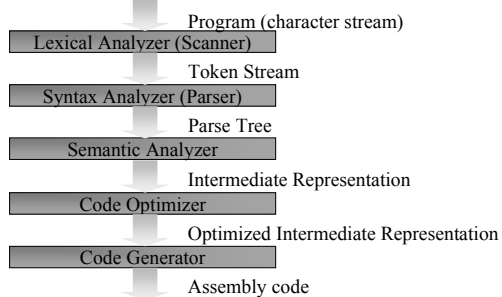 Program (character stream)
Lexical Analyzer (Scanner)
Token Stream
Syntax Analyzer (Parser)
Parse Tree
Semantic Analyzer
Intermediate Representation
Code Optimizer
Optimized Intermediate Representation
Code Generator
Assembly code